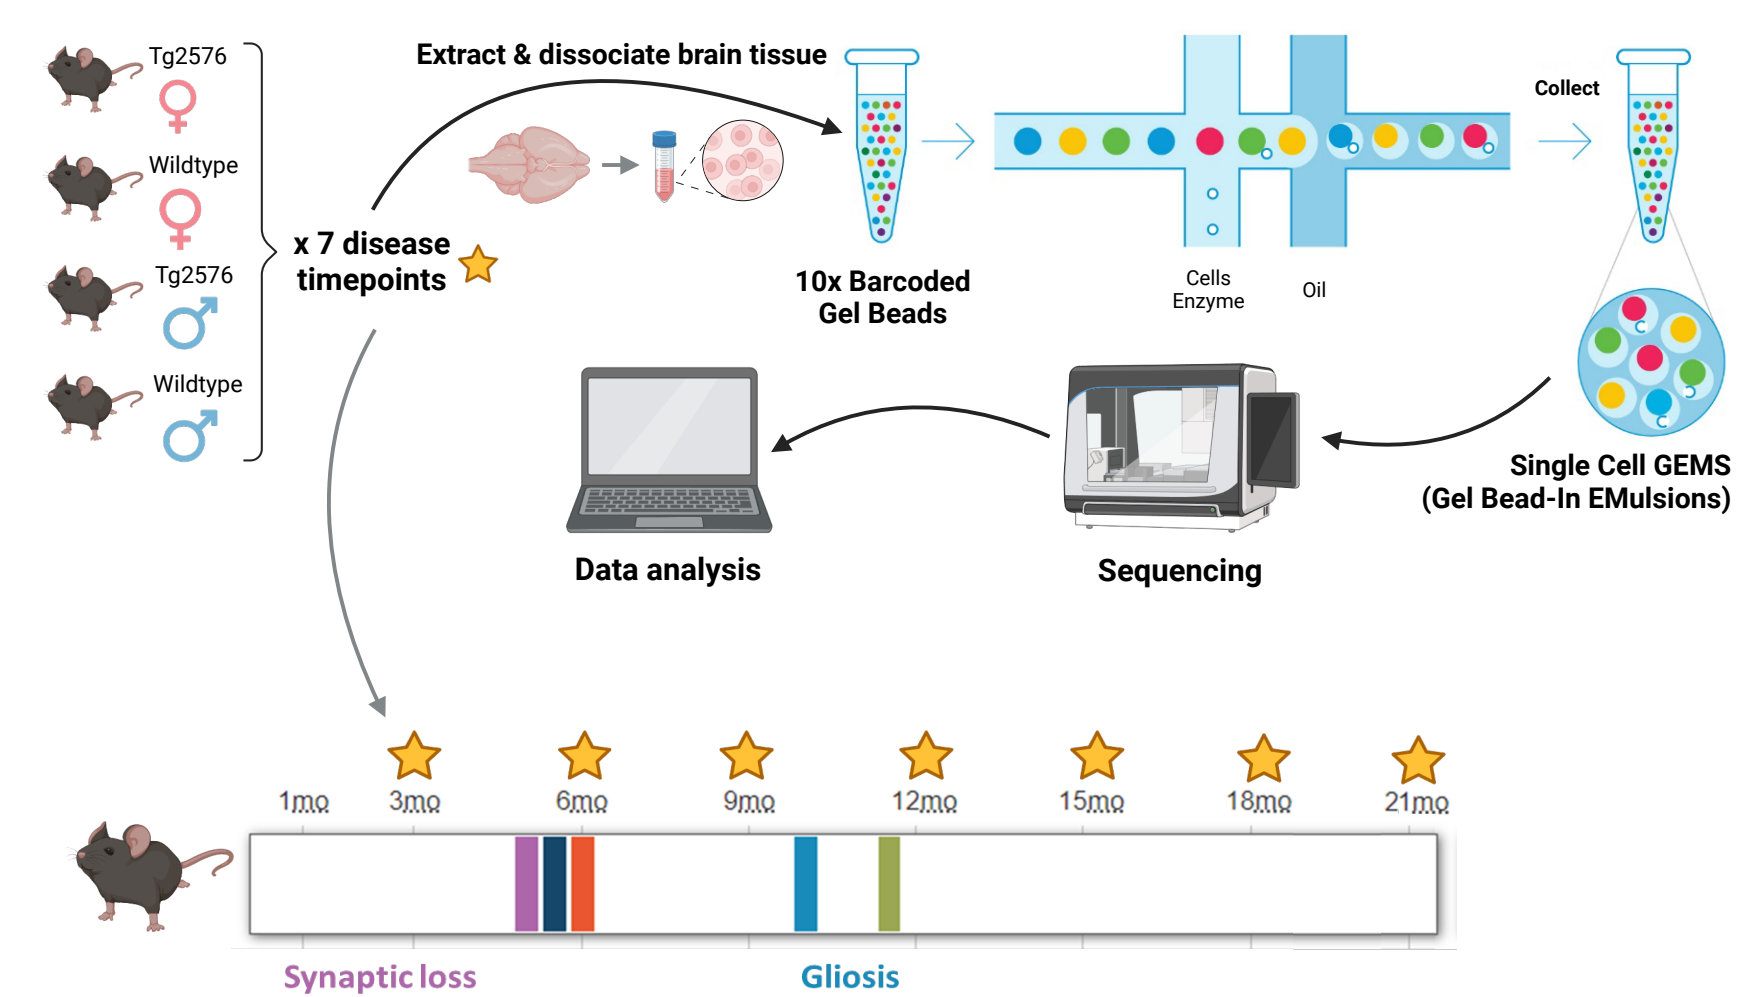 Tg2576
Wildtype
Tg2576
Wildtype
x 7 disease
timepoints
Extract & dissociate brain tissue
10x Barcoded
Gel Beads
Cells
Enzyme
Oil
Collect
Single Cell GEMS
(Gel Bead-In EMulsions)
Sequencing
Data analysis
1mo 3mo 6mo 9mo 12mo 15mo 18mo 21mo
Synaptic loss Gliosis